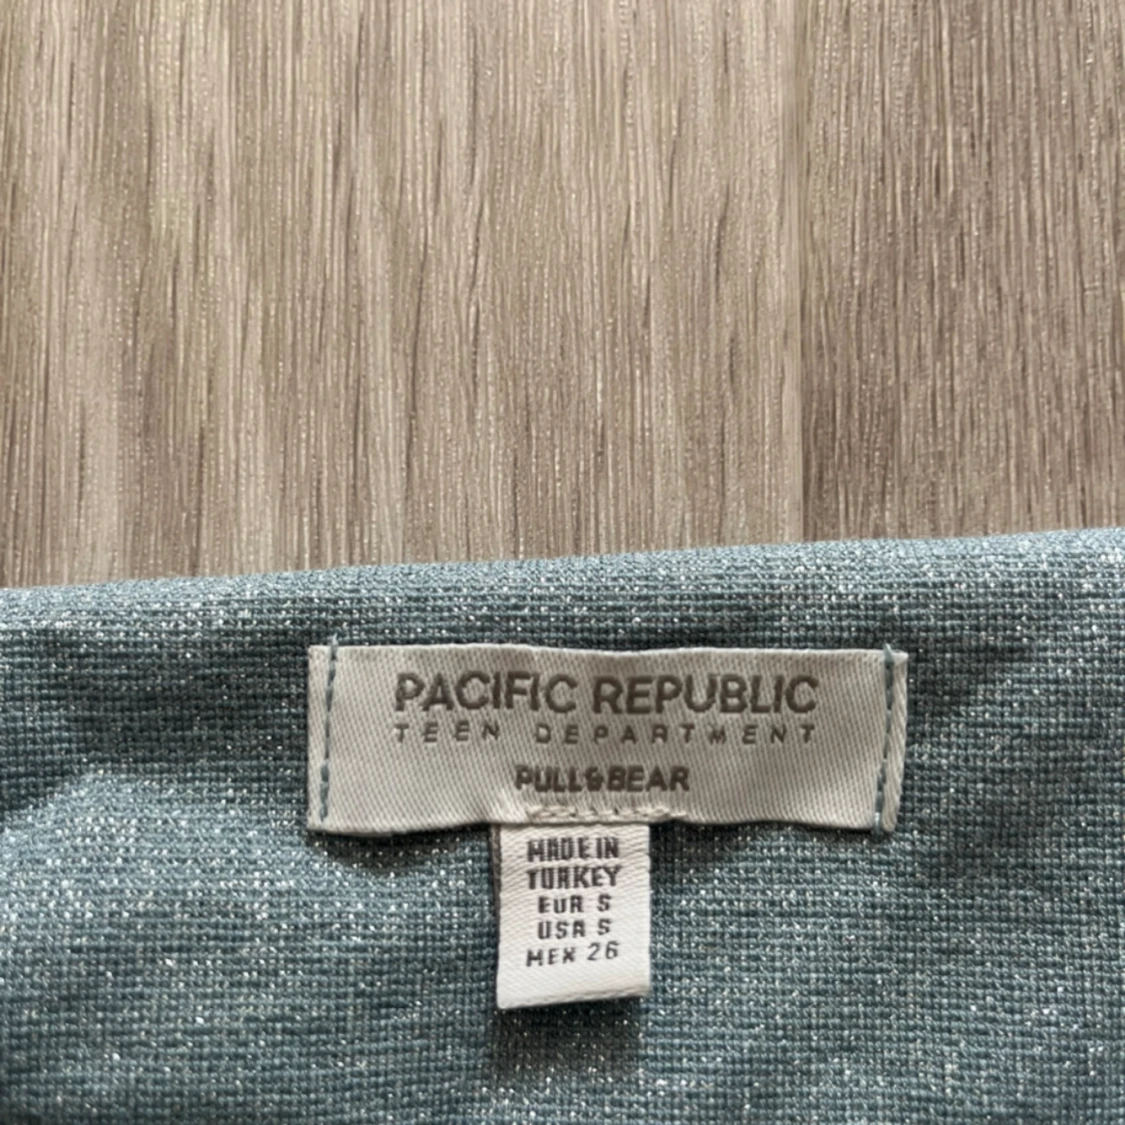 PACIFIC REPUBLIC
TEEN DEPARTMENT
PULL&BEAR
MADE IN
TURKEY
EUR S
USA S
MEX 26